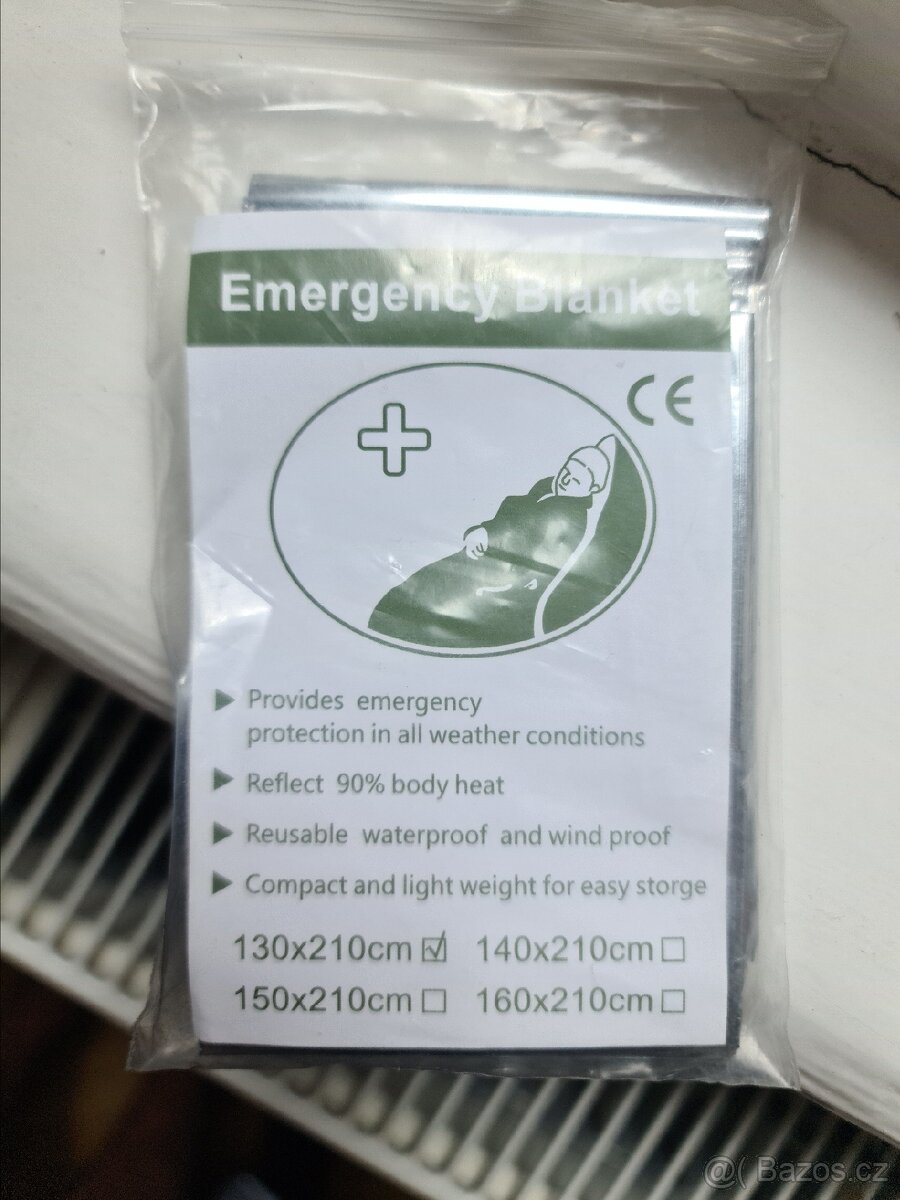 Emergency Blanket
CE
▶ Provides emergency
protection in all weather conditions
▶ Reflect 90% body heat
▶ Reusable waterproof and wind proof
▶ Compact and light weight for easy storge
130x210cm ☑ 140x210cm ☐
150x210cm ☐ 160x210cm ☐
@( Bazos.cz